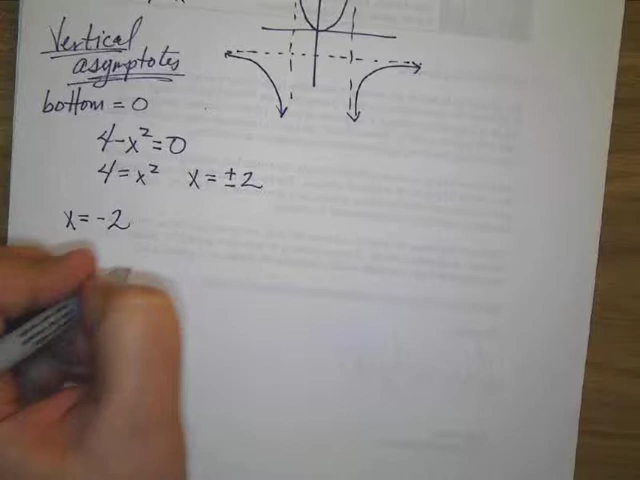 Vertical
asymptotes
bottom = 0
4-x²=0
4=x² x=±2
x=-2